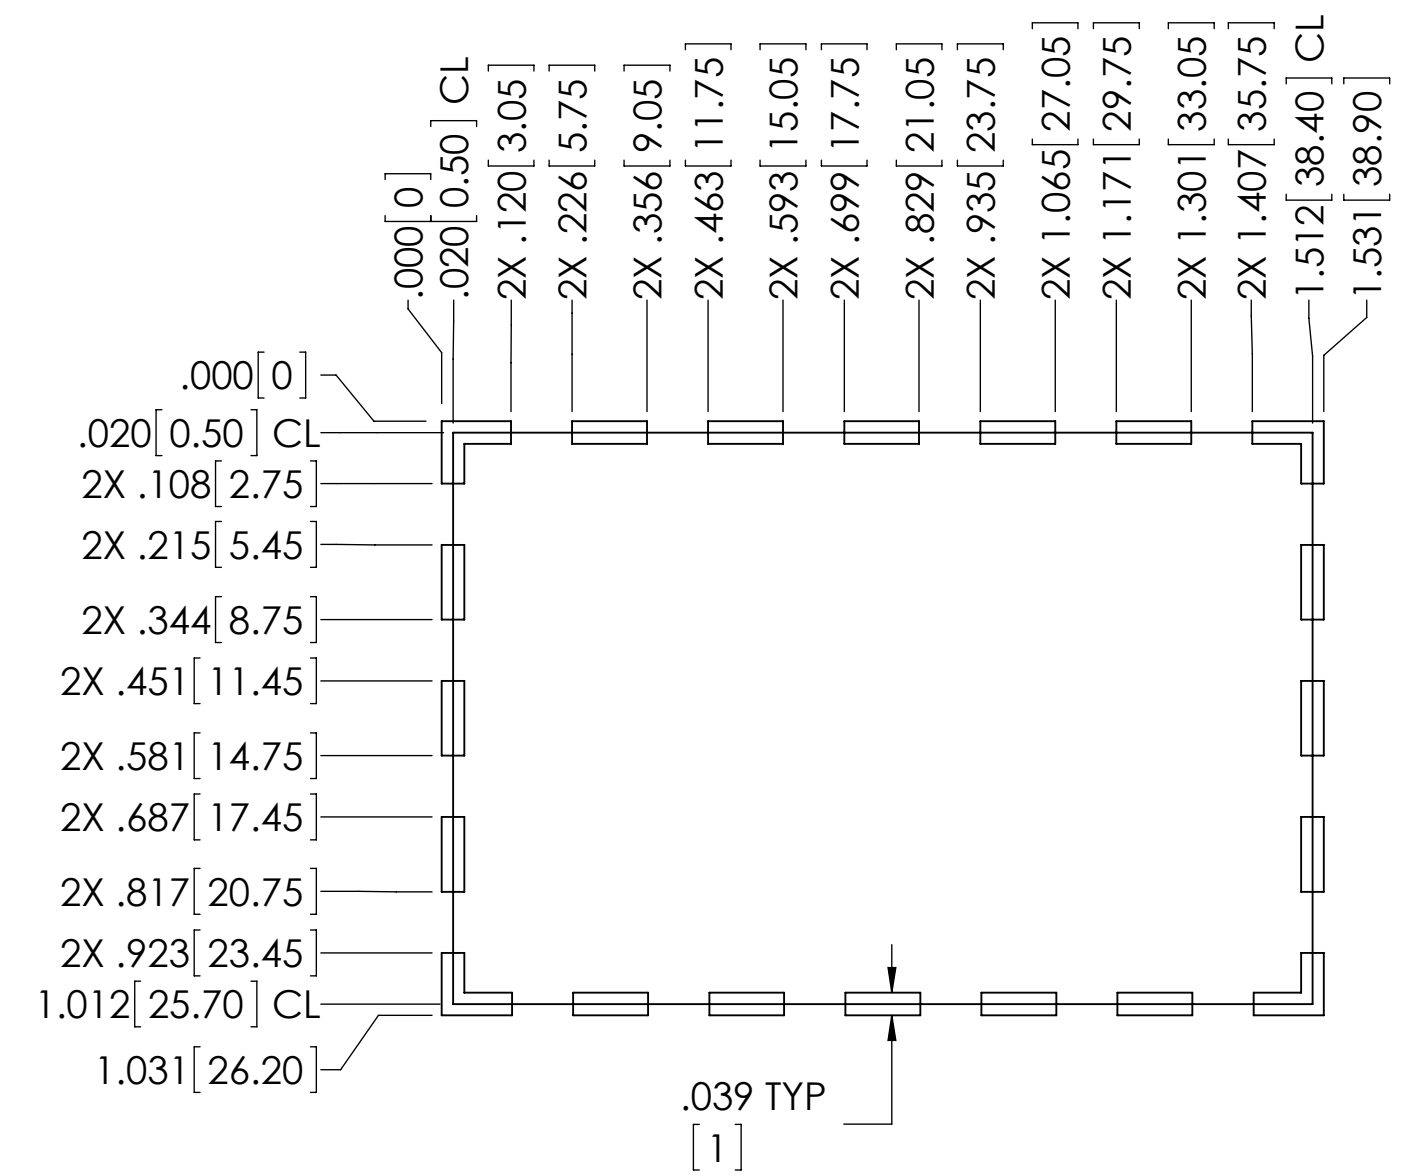 .000[0]
.020[0.50] CL
2X .120[3.05]
2X .226[5.75]
2X .356[9.05]
2X .463[11.75]
2X .593[15.05]
2X .699[17.75]
2X .829[21.05]
2X .935[23.75]
2X 1.065[27.05]
2X 1.171[29.75]
2X 1.301[33.05]
2X 1.407[35.75]
1.512[38.40] CL
1.531[38.90]
.000[0]
.020[0.50] CL
2X .108[2.75]
2X .215[5.45]
2X .344[8.75]
2X .451[11.45]
2X .581[14.75]
2X .687[17.45]
2X .817[20.75]
2X .923[23.45]
1.012[25.70] CL
1.031[26.20]
.039 TYP
[1]